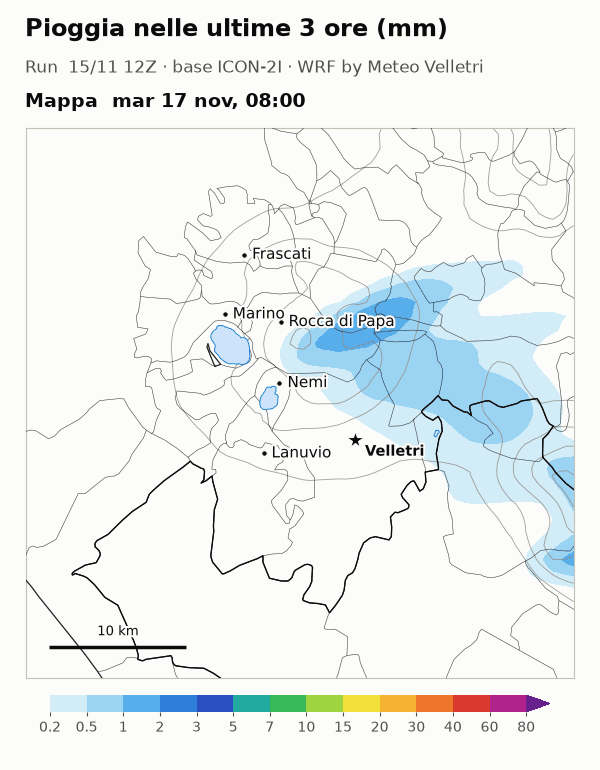 Pioggia nelle ultime 3 ore (mm)
Run  15/11 12Z · base ICON-2I · WRF by Meteo Velletri
Mappa  mar 17 nov, 08:00
Frascati
Marino
Rocca di Papa
Nemi
Velletri
Lanuvio
10 km
0.2 0.5 1 2 3 5 7 10 15 20 30 40 60 80